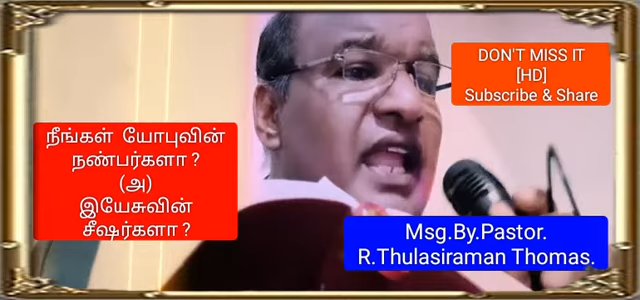 DON'T MISS IT
[HD]
Subscribe & Share
நீங்கள் யோபுவின்
நண்பர்களா ?
(அ)
இயேசுவின்
சீஷர்களா ?
Msg.By.Pastor.
R.Thulasiraman Thomas.